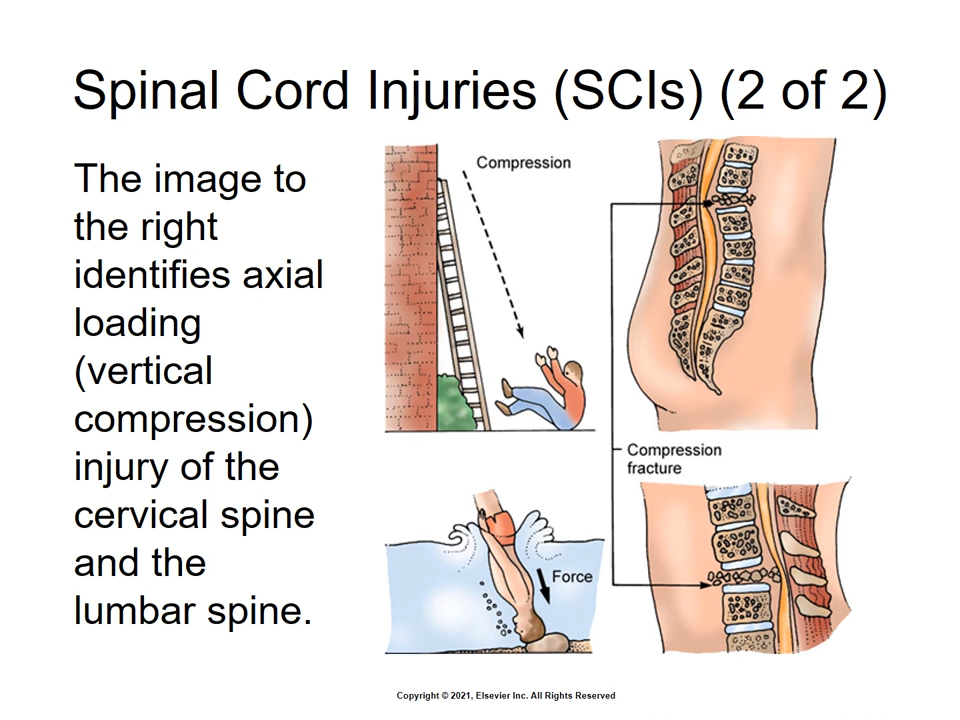 Spinal Cord Injuries (SCIs) (2 of 2)
The image to
the right
identifies axial
loading
(vertical
compression)
injury of the
cervical spine
and the
lumbar spine.
Compression
Compression
fracture
Force
Copyright © 2021, Elsevier Inc. All Rights Reserved